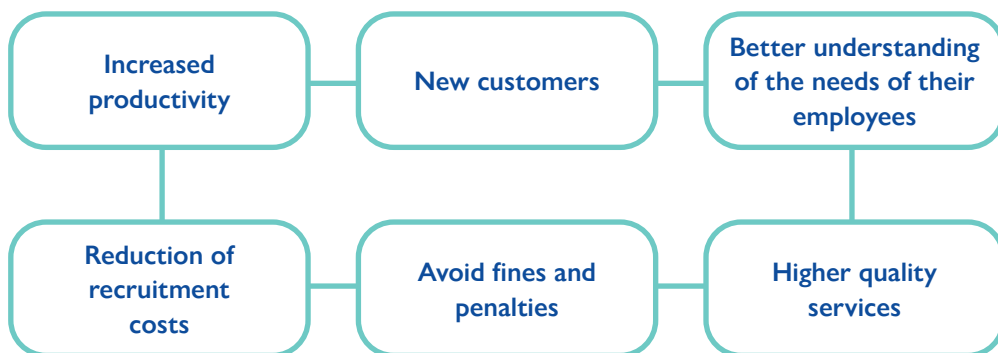 Increased
productivity
New customers
Better understanding
of the needs of their
employees
Reduction of
recruitment
costs
Avoid fines and
penalties
Higher quality
services